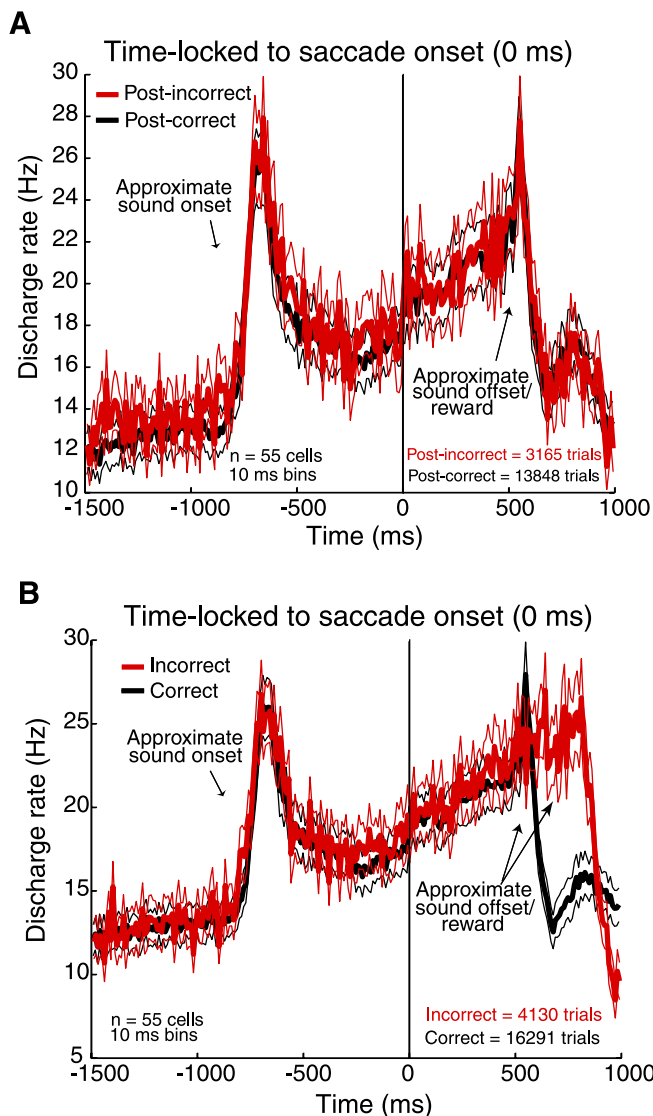 A
Time-locked to saccade onset (0 ms)
30
28
26
24
22
20
18
16
14
12
10
Discharge rate (Hz)
Post-incorrect
Post-correct
Approximate
sound onset
Approximate
sound offset/
reward
n = 55 cells
10 ms bins
Post-incorrect = 3165 trials
Post-correct = 13848 trials
-1500
-1000
-500
0
500
1000
Time (ms)
B
Time-locked to saccade onset (0 ms)
30
25
20
15
10
5
Discharge rate (Hz)
Incorrect
Correct
Approximate
sound onset
Approximate
sound offset/
reward
n = 55 cells
10 ms bins
Incorrect = 4130 trials
Correct = 16291 trials
-1500
-1000
-500
0
500
1000
Time (ms)